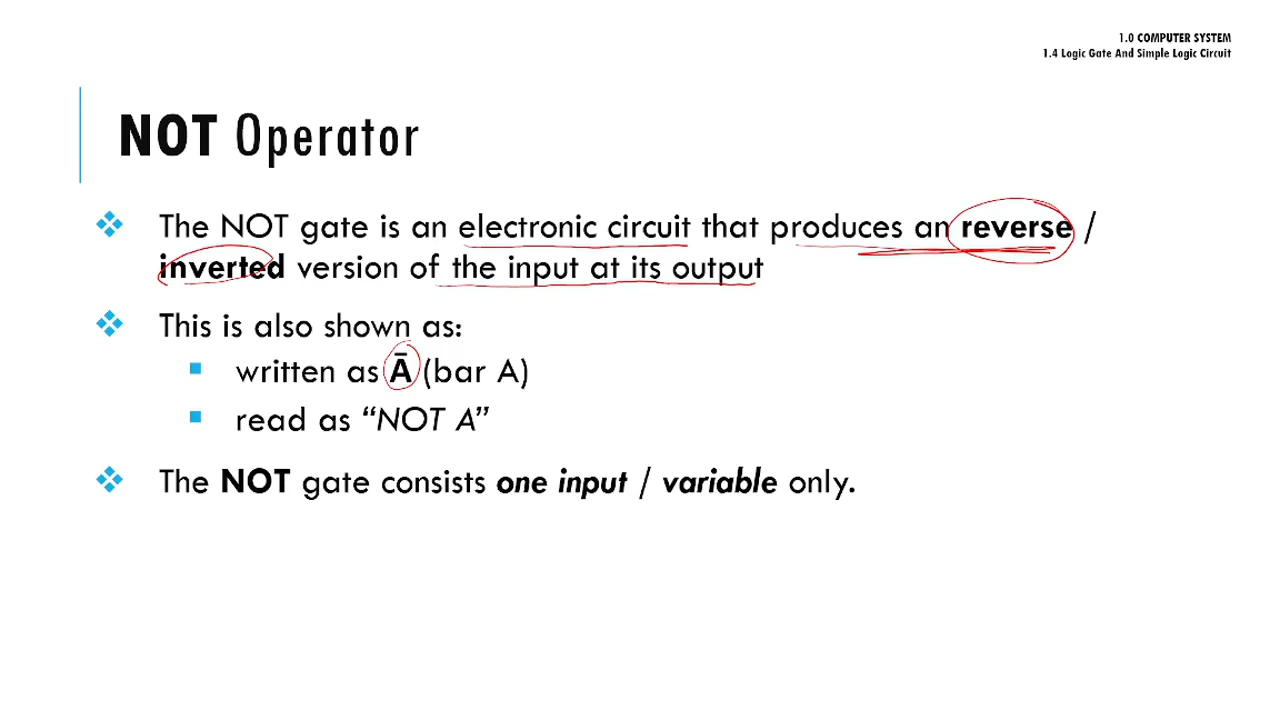 1.0 COMPUTER SYSTEM
1.4 Logic Gate And Simple Logic Circuit
NOT Operator
The NOT gate is an electronic circuit that produces an reverse /
inverted version of the input at its output
This is also shown as:
written as Ā (bar A)
read as “NOT A”
The NOT gate consists one input / variable only.